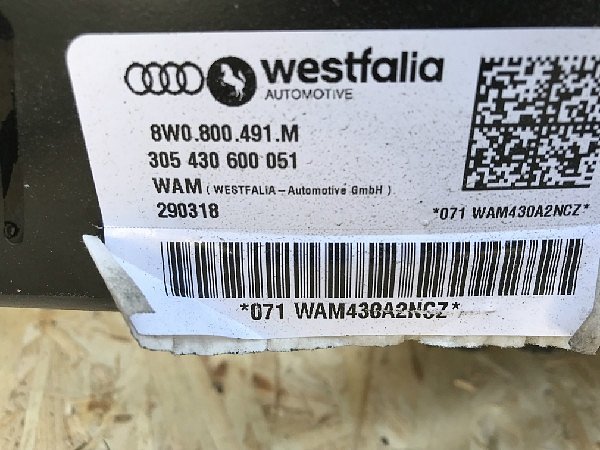 westfalia
AUTOMOTIVE
8W0.800.491.M
305 430 600 051
WAM ( WESTFALIA-Automotive GmbH )
290318
*071 WAM430A2NCZ*
*071 WAM430A2NCZ*